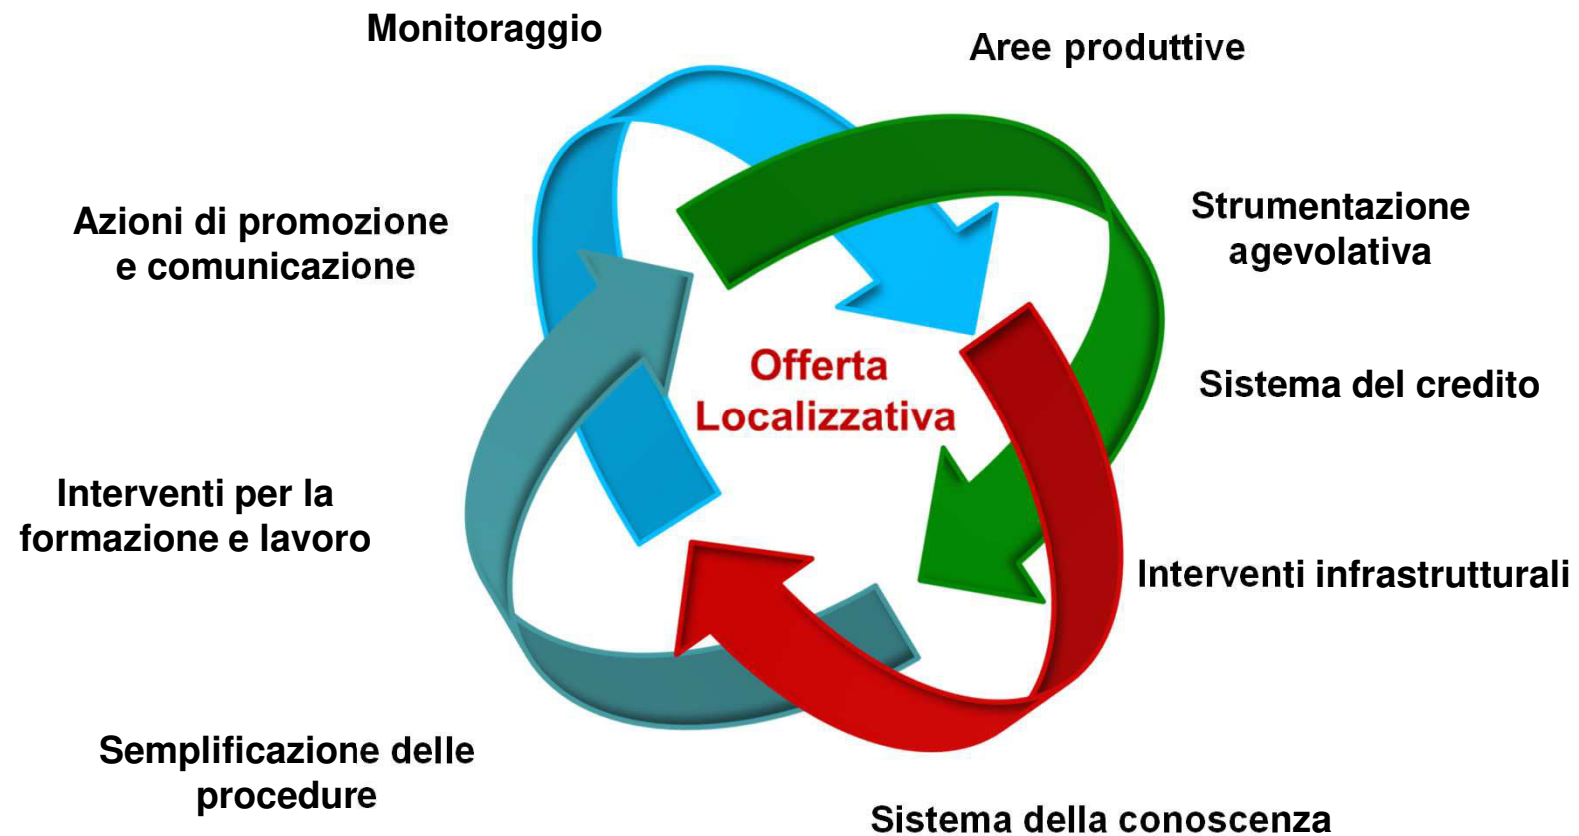 Monitoraggio
Aree produttive
Azioni di promozione
e comunicazione
Strumentazione
agevolativa
Offerta
Localizzativa
Sistema del credito
Interventi per la
formazione e lavoro
Interventi infrastrutturali
Semplificazione delle
procedure
Sistema della conoscenza